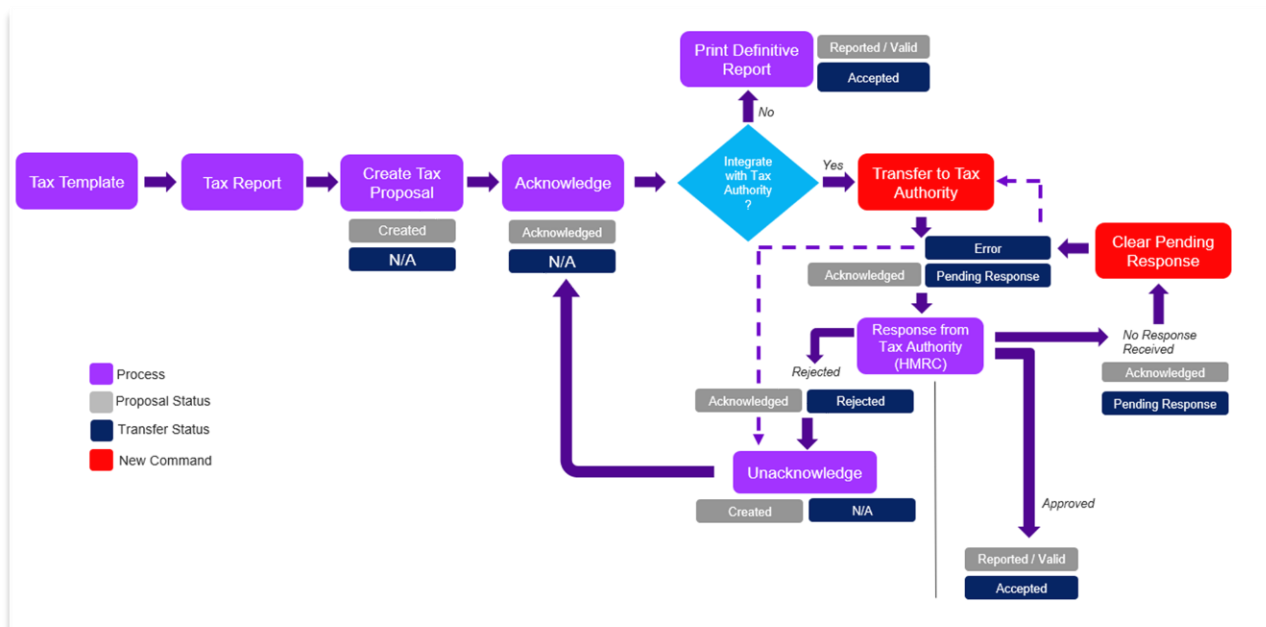 Print Definitive
Report
Reported / Valid
Accepted
No
Tax Template
Tax Report
Create Tax
Proposal
Acknowledge
Integrate
with Tax
Authority
?
Yes
Transfer to Tax
Authority
Created
N/A
Acknowledged
N/A
Error
Acknowledged
Pending Response
Clear Pending
Response
Response from
Tax Authority
(HMRC)
No Response
Received
Acknowledged
Pending Response
Rejected
Acknowledged
Rejected
Process
Proposal Status
Transfer Status
New Command
Unacknowledge
Created
N/A
Approved
Reported / Valid
Accepted